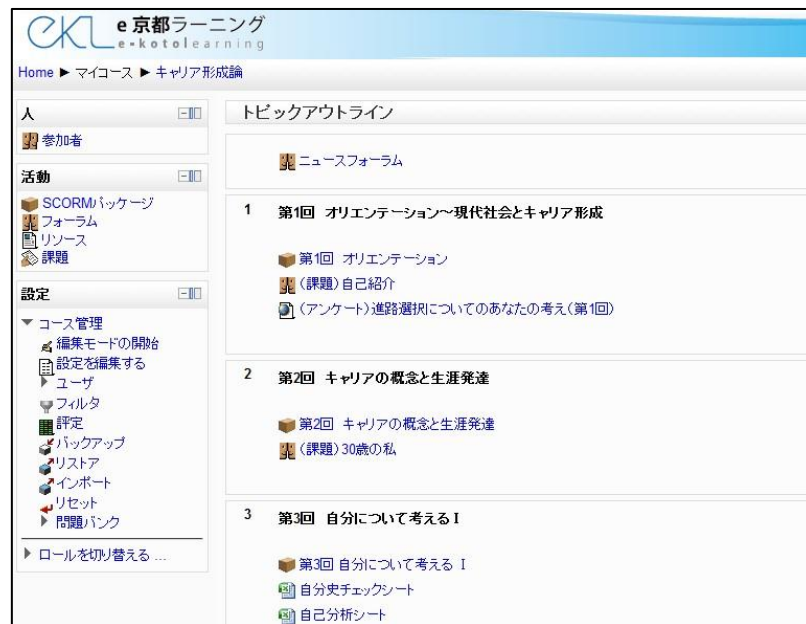 eKL e京都ラーニング
e-kotolearning
Home ► マイコース ► キャリア形成論
人
参加者
活動
SCORMパッケージ
フォーラム
リソース
課題
設定
コース管理
編集モードの開始
設定を編集する
ユーザ
フィルタ
評定
バックアップ
リストア
インポート
リセット
問題バンク
ロールを切り替える ...
トピックアウトライン
ニュースフォーラム
1 第1回 オリエンテーション~現代社会とキャリア形成
第1回 オリエンテーション
(課題)自己紹介
(アンケート)進路選択についてのあなたの考え(第1回)
2 第2回 キャリアの概念と生涯発達
第2回 キャリアの概念と生涯発達
(課題)30歳の私
3 第3回 自分について考えるⅠ
第3回 自分について考える Ⅰ
自分史チェックシート
自己分析シート